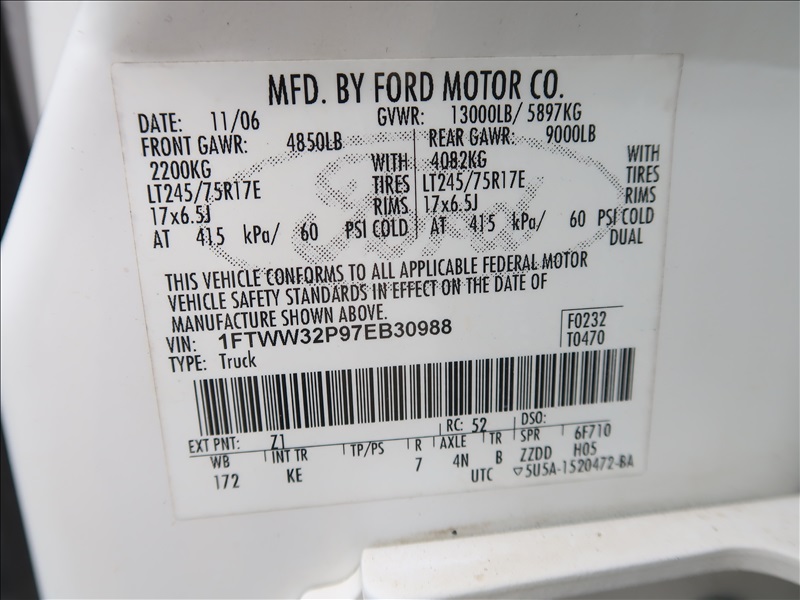 MFD. BY FORD MOTOR CO.
DATE: 11/06 GVWR: 13000LB/ 5897KG
FRONT GAWR: 4850LB REAR GAWR: 9000LB
2200KG WITH 4082KG WITH
LT245/75R17E TIRES LT245/75R17E TIRES
17x6.5J RIMS 17x6.5J RIMS
AT 415 kPa/ 60 PSI COLD AT 415 kPa/ 60 PSI COLD
DUAL
THIS VEHICLE CONFORMS TO ALL APPLICABLE FEDERAL MOTOR
VEHICLE SAFETY STANDARDS IN EFFECT ON THE DATE OF
MANUFACTURE SHOWN ABOVE.
VIN: 1FTWW32P97EB30988 F0232
TYPE: Truck T0470
EXT PNT: Z1 RC: 52 DSO:
WB INT TR TP/PS R AXLE TR SPR 6F710
172 KE 7 4N B ZZDD H05
UTC ▽5U5A-1520472-BA